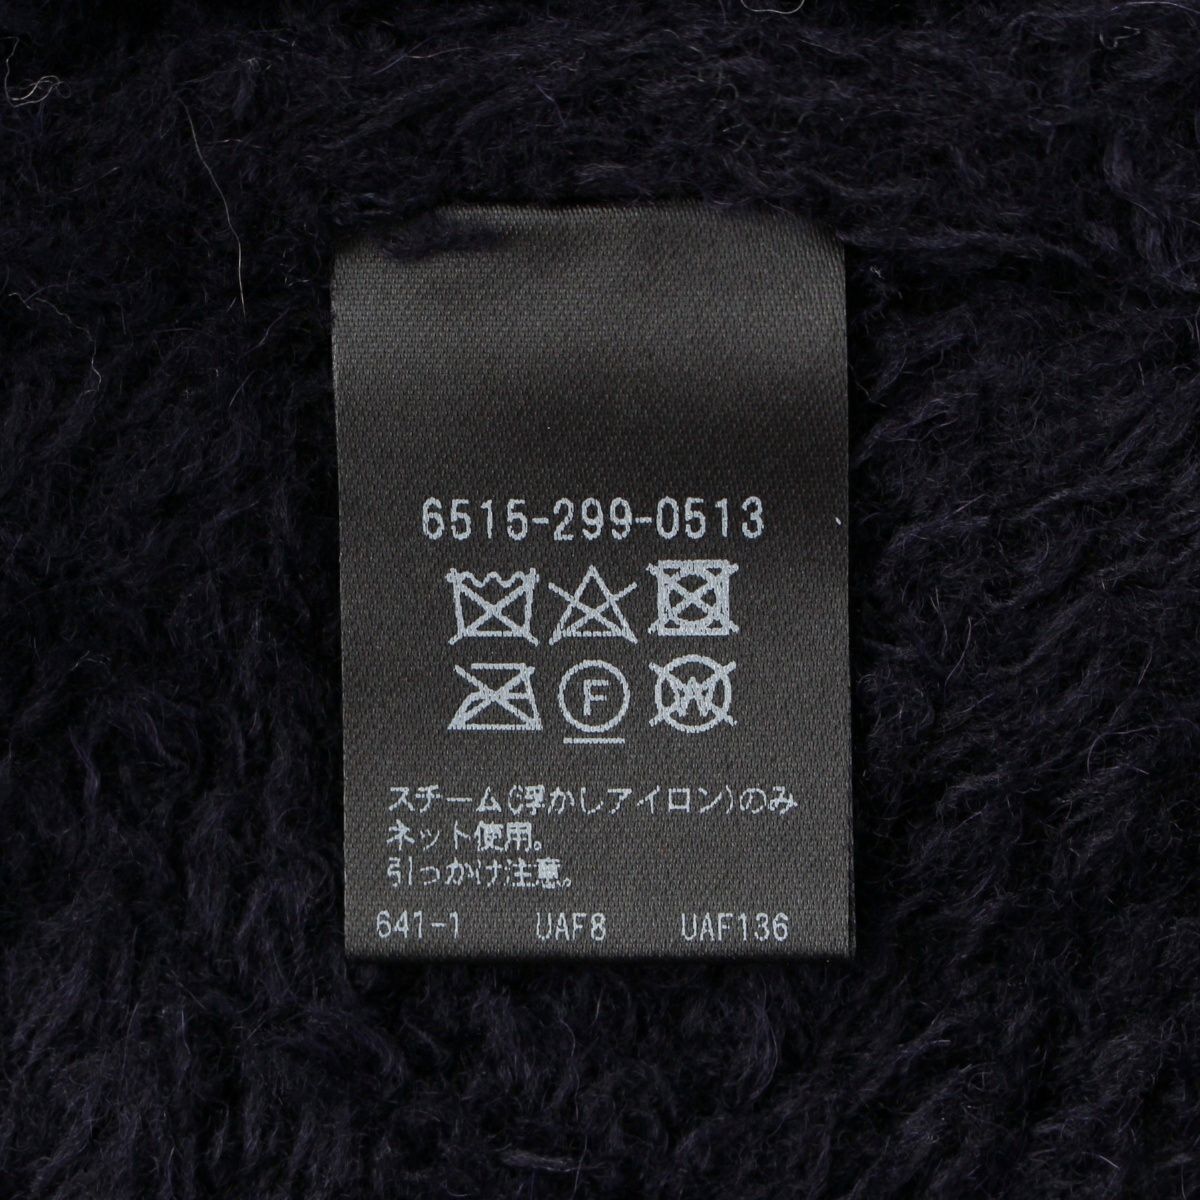 6515-299-0513
F
W
スチーム(浮かしアイロン)のみ
ネット使用。
引っかけ注意。
641-1 UAF8 UAF136